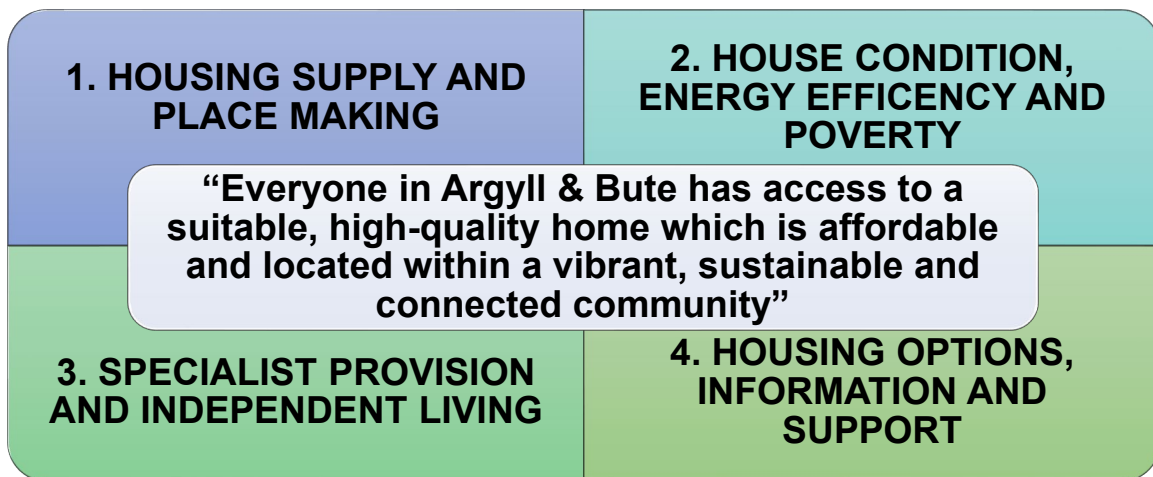 1. HOUSING SUPPLY AND
PLACE MAKING
2. HOUSE CONDITION,
ENERGY EFFICENCY AND
POVERTY
“Everyone in Argyll & Bute has access to a
suitable, high-quality home which is affordable
and located within a vibrant, sustainable and
connected community”
3. SPECIALIST PROVISION
AND INDEPENDENT LIVING
4. HOUSING OPTIONS,
INFORMATION AND
SUPPORT